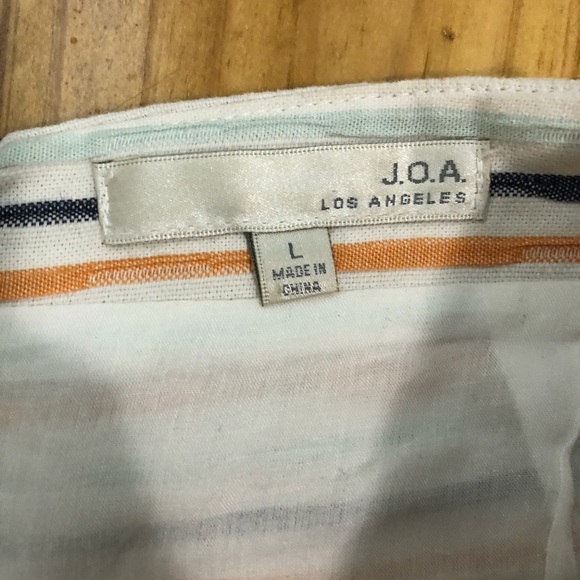 J.O.A.
LOS ANGELES
L
MADE IN
CHINA